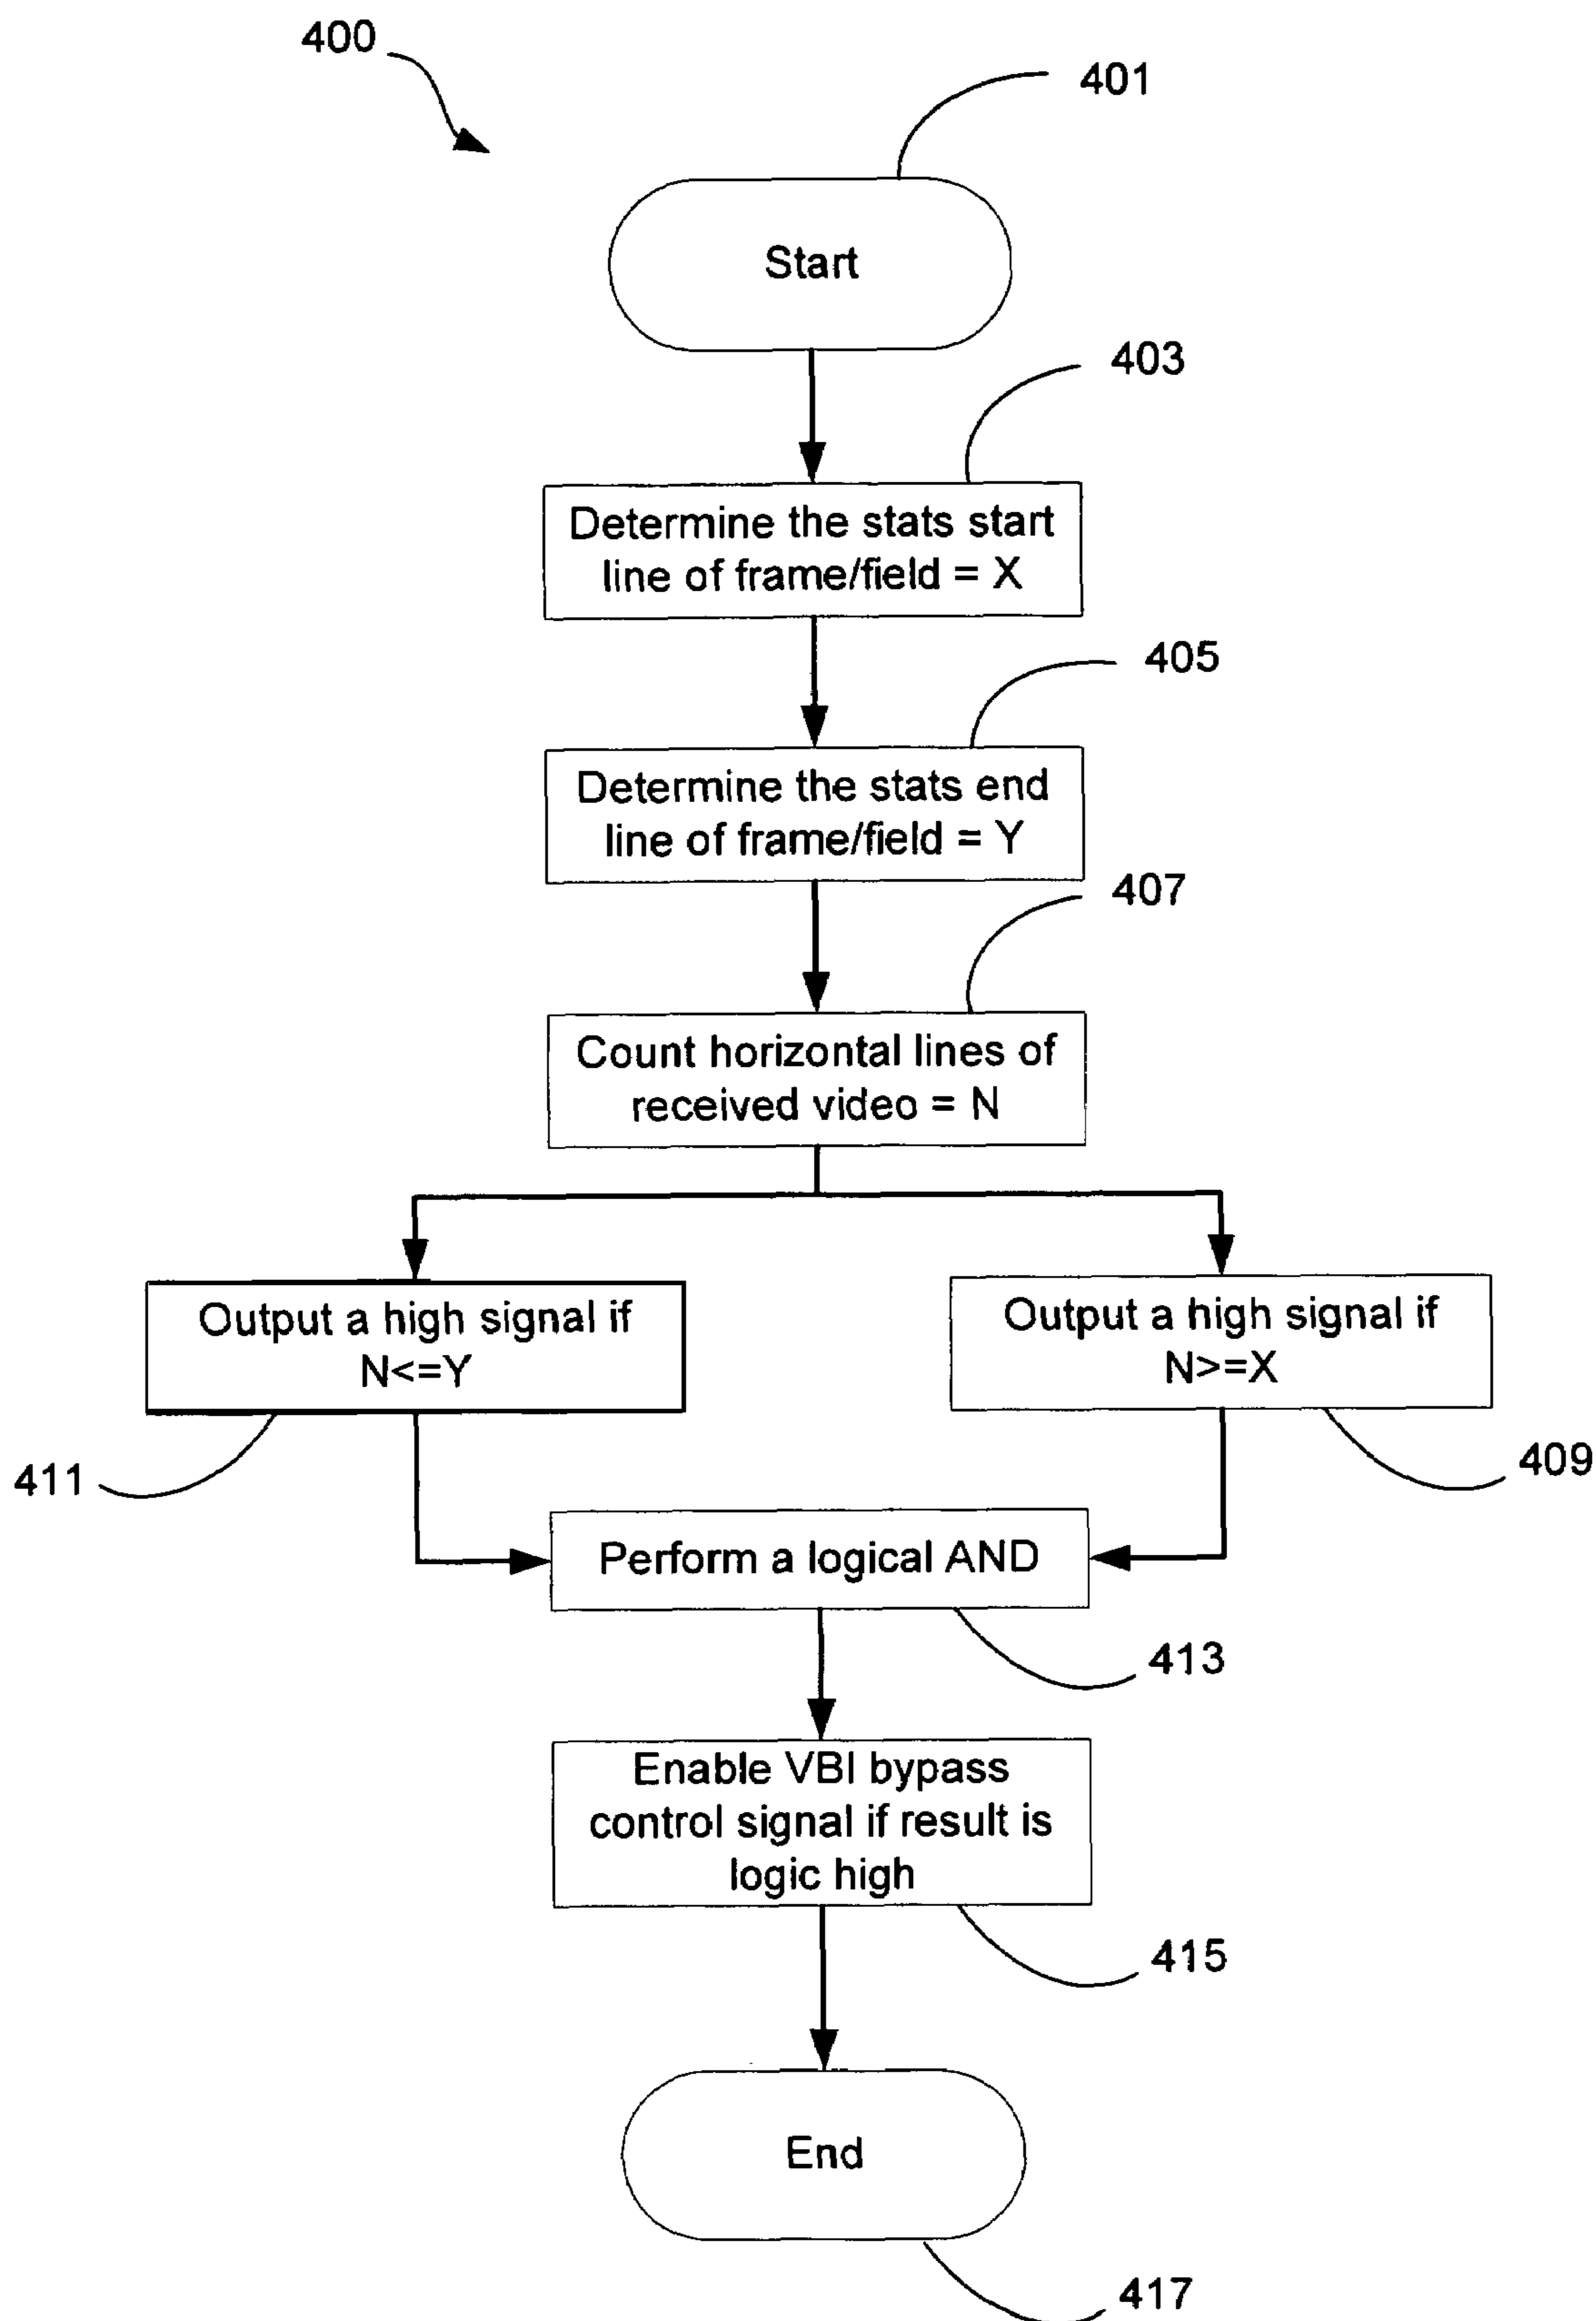 400
401
Start
403
Determine the stats start
line of frame/field = X
405
Determine the stats end
line of frame/field = Y
407
Count horizontal lines of
received video = N
Output a high signal if
N<=Y
Output a high signal if
N>=X
411
409
Perform a logical AND
413
Enable VBI bypass
control signal if result is
logic high
415
End
417